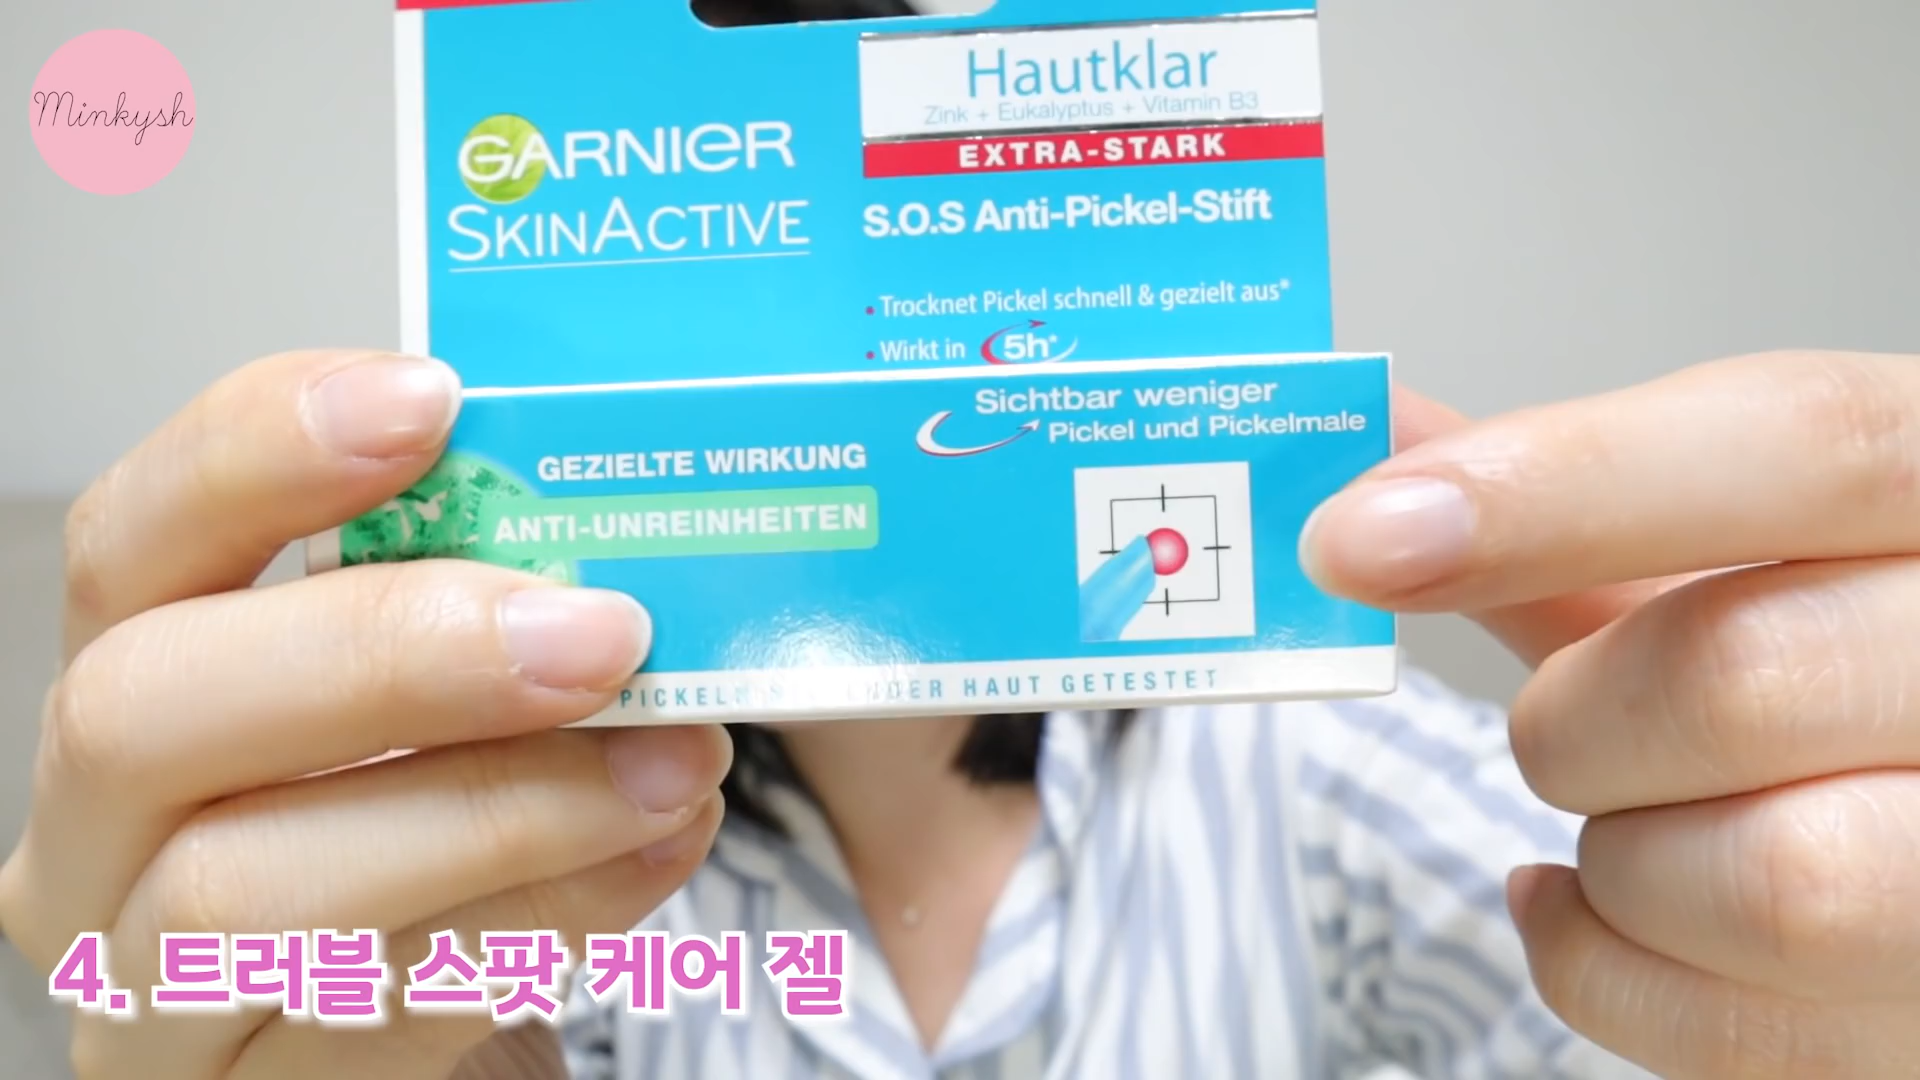 Minkysh
GARNIER
SKINACTIVE
Hautklar
Zink + Eukalyptus + Vitamin B3
EXTRA-STARK
S.O.S Anti-Pickel-Stift
• Trocknet Pickel schnell & gezielt aus*
• Wirkt in 5h*
Sichtbar weniger
Pickel und Pickelmale
GEZIELTE WIRKUNG
ANTI-UNREINHEITEN
HAUT GETESTET
4. 트러블 스팟 케어 젤